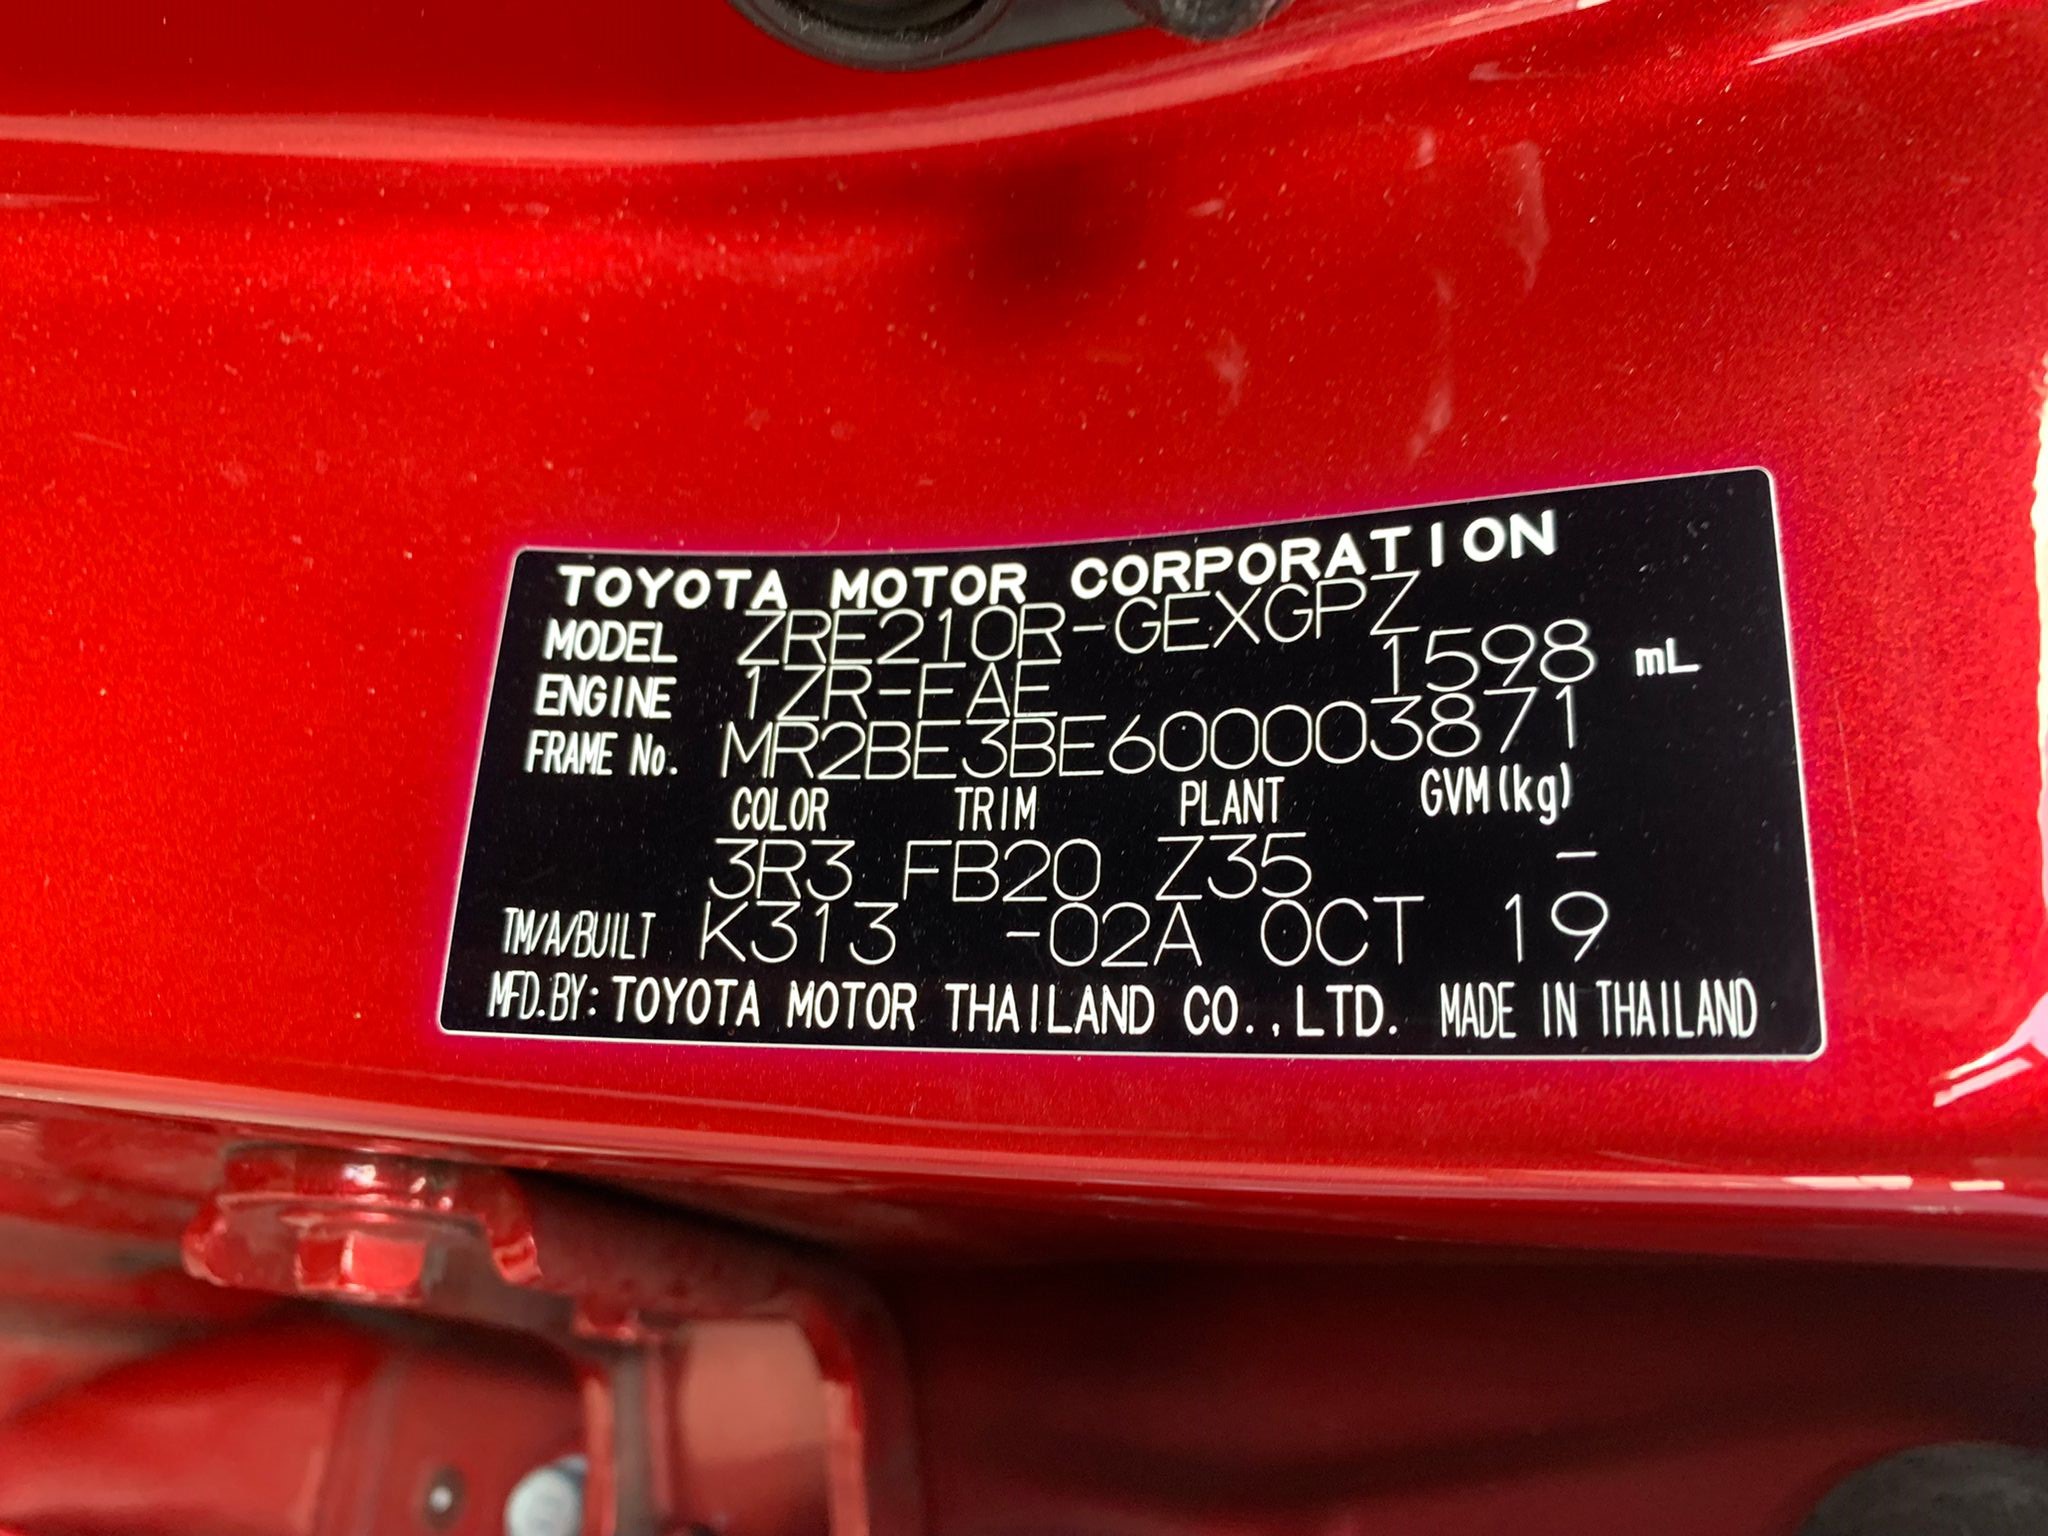 TOYOTA MOTOR CORPORATION
MODEL ZRE210R-GEXGPZ
ENGINE 1ZR-FAE 1598 mL
FRAME No. MR2BE3BE600003871
COLOR TRIM PLANT GVM(kg)
3R3 FB20 Z35 -
TM/A/BUILT K313 -02A OCT 19
MFD.BY: TOYOTA MOTOR THAILAND CO.,LTD. MADE IN THAILAND